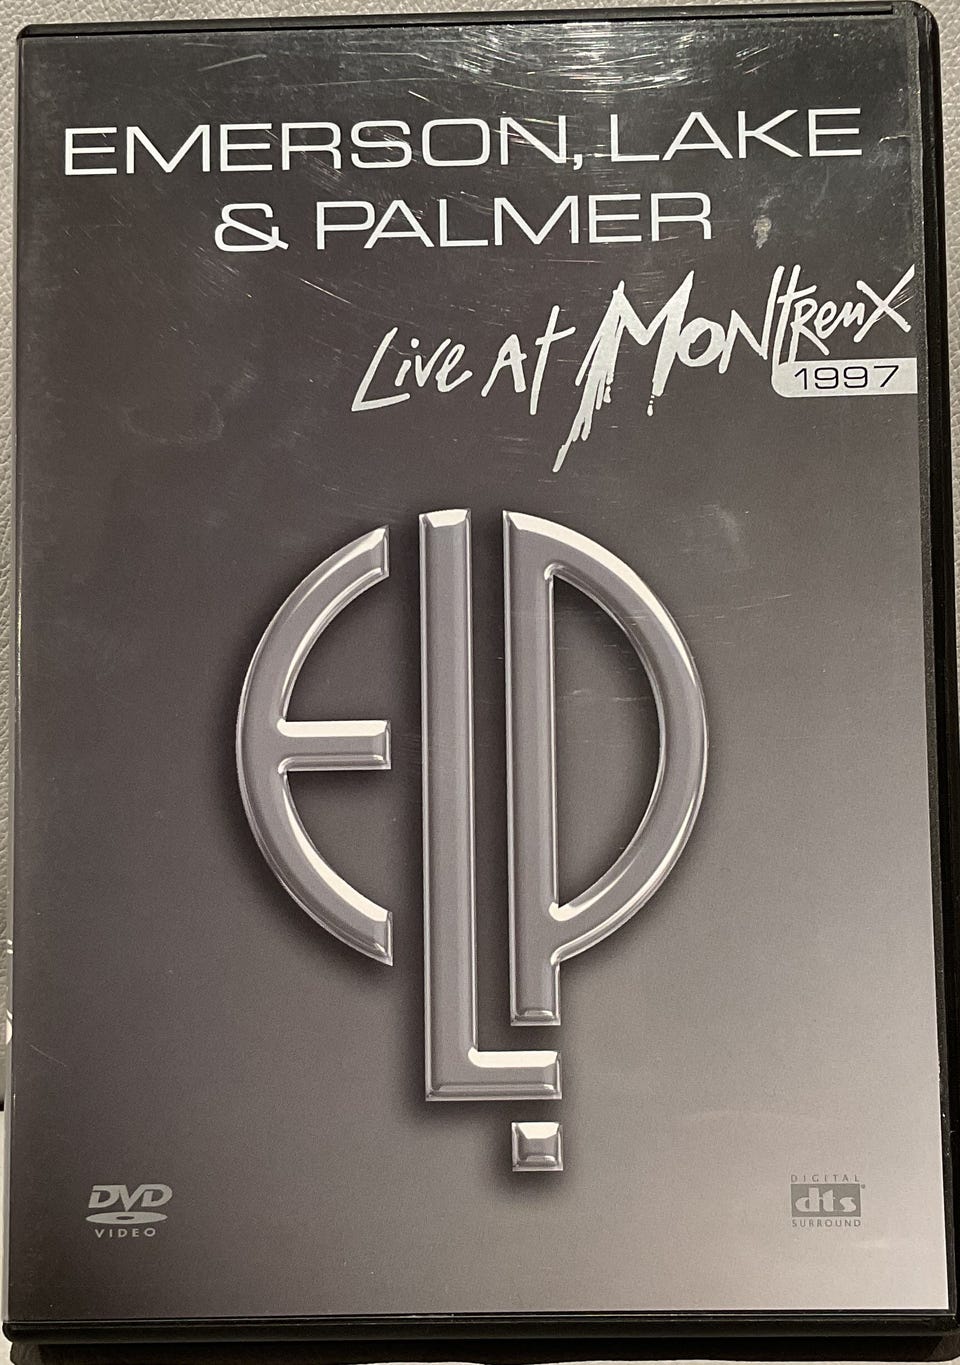 EMERSON, LAKE
& PALMER
Live At Montreux
1997
ELP.
DVD
VIDEO
DIGITAL
dts
SURROUND